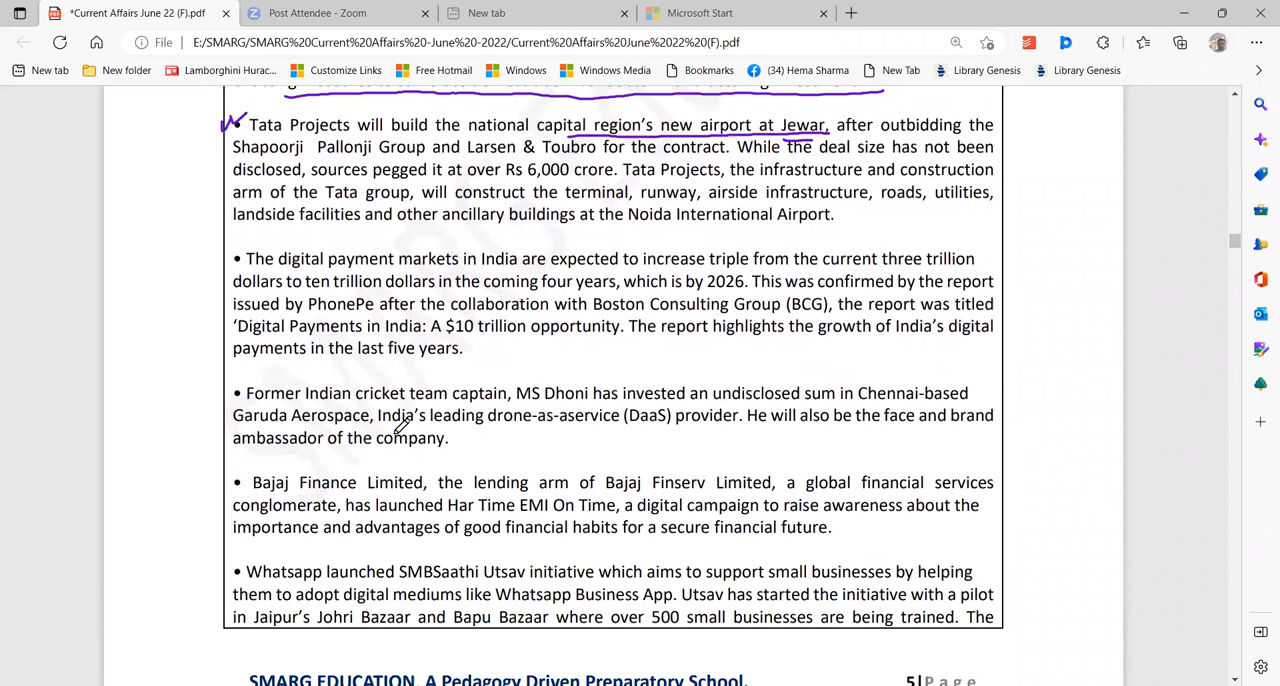 *Current Affairs June 22 (F).pdf
Post Attendee - Zoom
New tab
Microsoft Start
File
E:/SMARG/SMARG%20Current%20Affairs%20-June%20-2022/Current%20Affairs%20June%2022%20(F).pdf
New tab
New folder
Lamborghini Hurac...
Customize Links
Free Hotmail
Windows
Windows Media
Bookmarks
(34) Hema Sharma
New Tab
Library Genesis
Library Genesis
• Tata Projects will build the national capital region's new airport at Jewar, after outbidding the
Shapoorji Pallonji Group and Larsen & Toubro for the contract. While the deal size has not been
disclosed, sources pegged it at over Rs 6,000 crore. Tata Projects, the infrastructure and construction
arm of the Tata group, will construct the terminal, runway, airside infrastructure, roads, utilities,
landside facilities and other ancillary buildings at the Noida International Airport.
• The digital payment markets in India are expected to increase triple from the current three trillion
dollars to ten trillion dollars in the coming four years, which is by 2026. This was confirmed by the report
issued by PhonePe after the collaboration with Boston Consulting Group (BCG), the report was titled
‘Digital Payments in India: A $10 trillion opportunity. The report highlights the growth of India’s digital
payments in the last five years.
• Former Indian cricket team captain, MS Dhoni has invested an undisclosed sum in Chennai-based
Garuda Aerospace, India’s leading drone-as-aservice (DaaS) provider. He will also be the face and brand
ambassador of the company.
• Bajaj Finance Limited, the lending arm of Bajaj Finserv Limited, a global financial services
conglomerate, has launched Har Time EMI On Time, a digital campaign to raise awareness about the
importance and advantages of good financial habits for a secure financial future.
• Whatsapp launched SMBSaathi Utsav initiative which aims to support small businesses by helping
them to adopt digital mediums like Whatsapp Business App. Utsav has started the initiative with a pilot
in Jaipur’s Johri Bazaar and Bapu Bazaar where over 500 small businesses are being trained. The
SMARG EDUCATION. A Pedagogy Driven Preparatory School.
5|Page